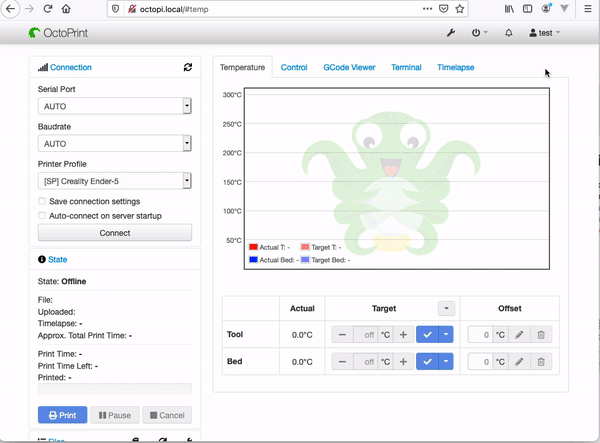 octopi.local/#temp
OctoPrint
test
Connection
Serial Port
AUTO
Baudrate
AUTO
Printer Profile
[SP] Creality Ender-5
Save connection settings
Auto-connect on server startup
Connect
State
State: Offline
File:
Uploaded:
Timelapse: -
Approx. Total Print Time: -
Print Time: -
Print Time Left: -
Printed: -
Print Pause Cancel
Files
Temperature Control GCode Viewer Terminal Timelapse
300°C
250°C
200°C
150°C
100°C
50°C
Actual T: - Target T: -
Actual Bed: - Target Bed: -
Actual Target Offset
Tool 0.0°C off °C 0 °C
Bed 0.0°C off °C 0 °C